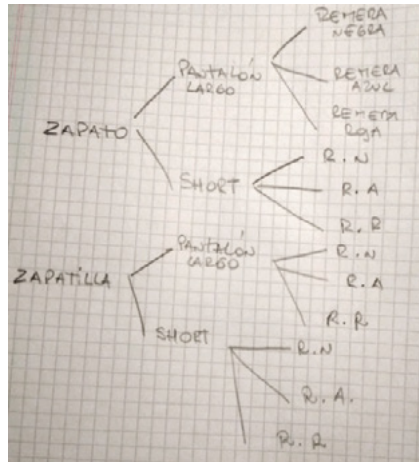 REMERA
NEGRA
PANTALÓN
LARGO
REMERA
AZUL
REMERA
ROJA
ZAPATO
R.N
SHORT
R.A
R.R
PANTALÓN
LARGO
R.N
ZAPATILLA
R.A
R.R
SHORT
R.N
R.A.
R.R